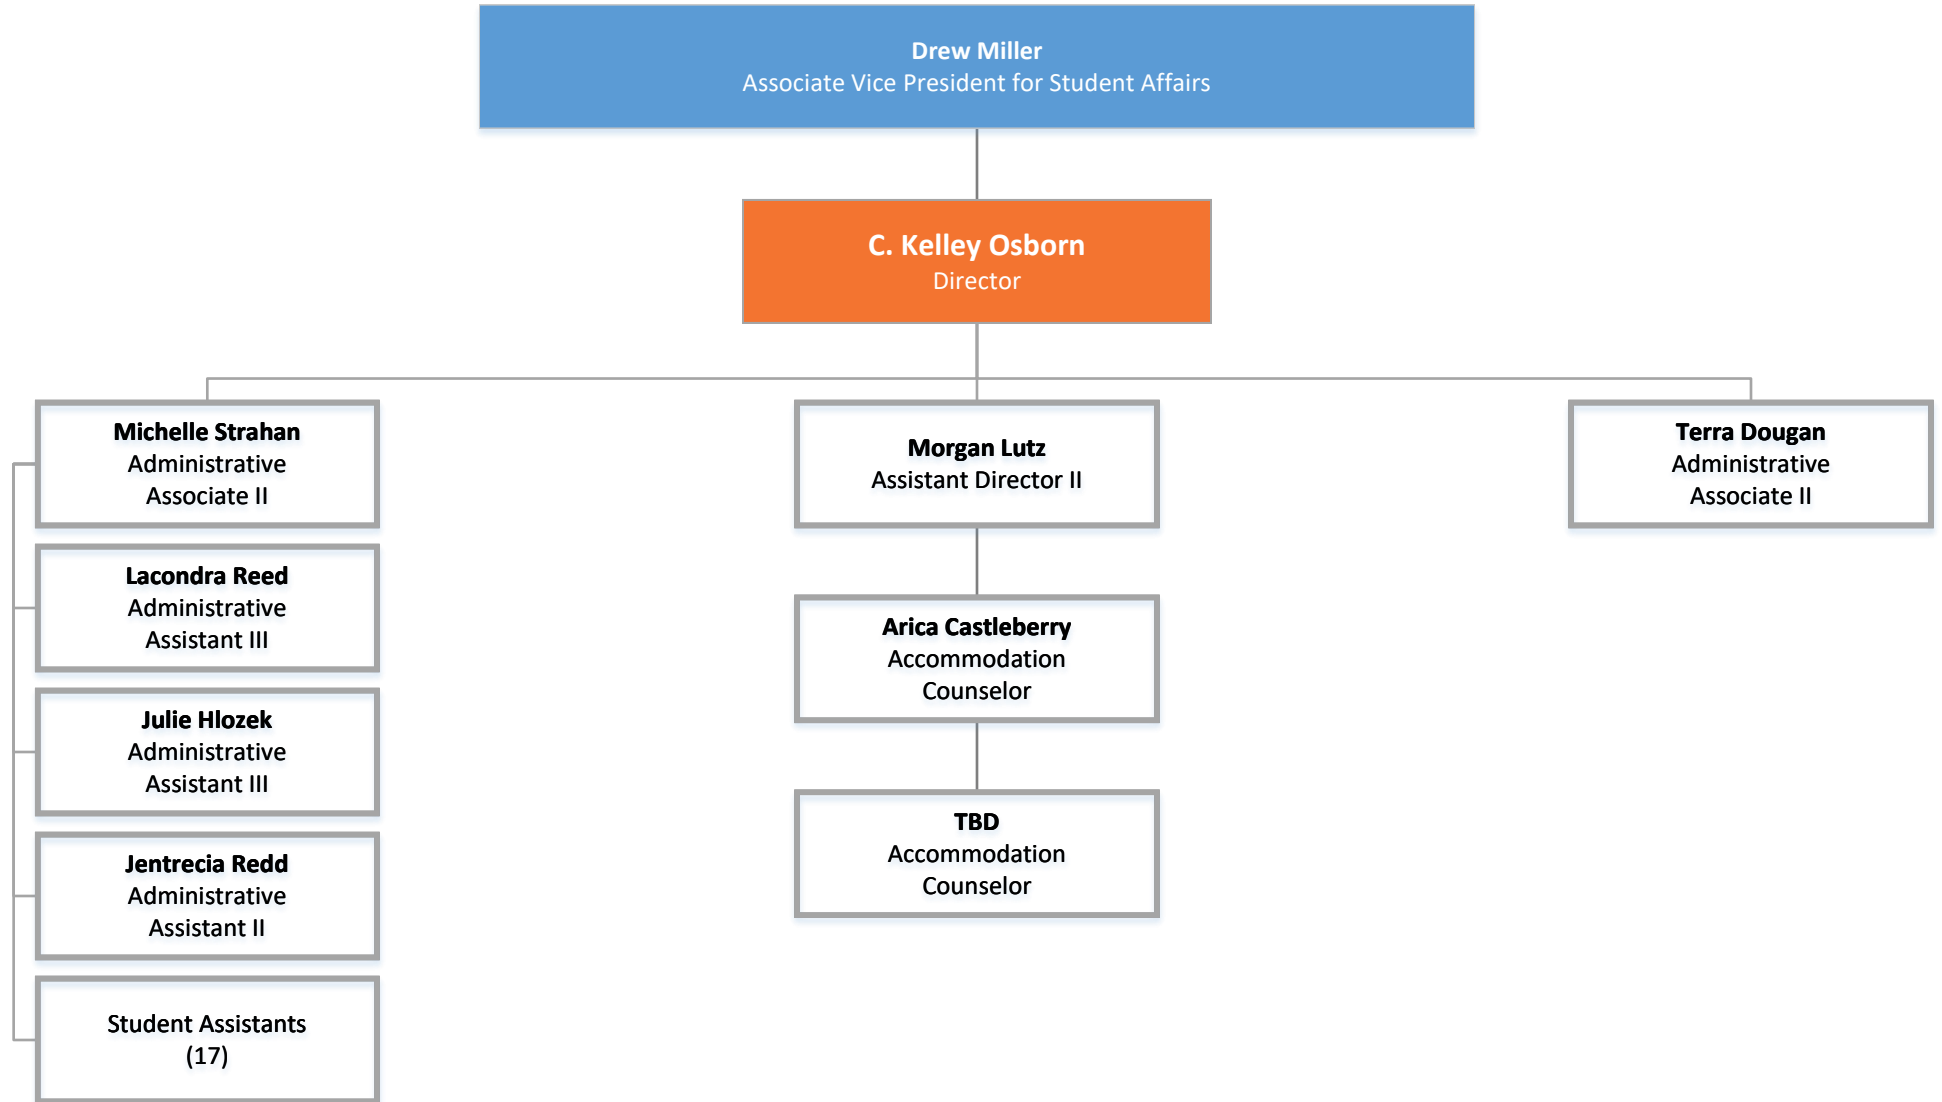 Drew Miller
Associate Vice President for Student Affairs
C. Kelley Osborn
Director
Michelle Strahan
Administrative
Associate II
Lacondra Reed
Administrative
Assistant III
Julie Hlozek
Administrative
Assistant III
Jentrecia Redd
Administrative
Assistant II
Student Assistants
(17)
Morgan Lutz
Assistant Director II
Arica Castleberry
Accommodation
Counselor
TBD
Accommodation
Counselor
Terra Dougan
Administrative
Associate II